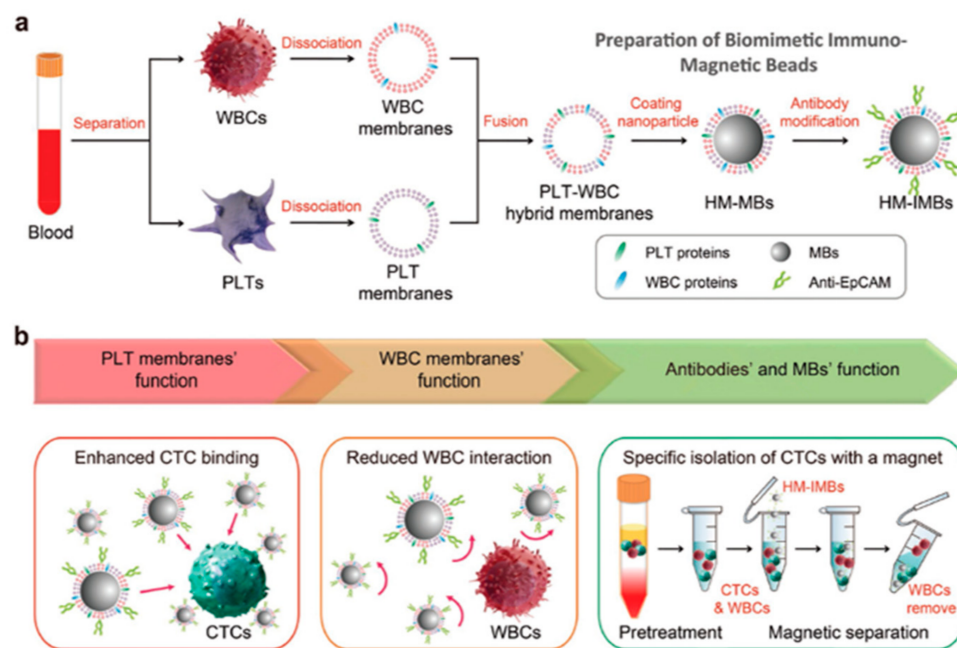 a
Preparation of Biomimetic Immuno-
Magnetic Beads
Blood
Separation
WBCs
Dissociation
WBC
membranes
PLTs
Dissociation
PLT
membranes
Fusion
PLT-WBC
hybrid membranes
Coating
nanoparticle
HM-MBs
Antibody
modification
HM-IMBs
PLT proteins
MBs
WBC proteins
Anti-EpCAM
b
PLT membranes'
function
WBC membranes'
function
Antibodies' and MBs' function
Enhanced CTC binding
CTCs
Reduced WBC interaction
WBCs
Specific isolation of CTCs with a magnet
HM-IMBs
CTCs
& WBCs
WBCs
remove
Pretreatment
Magnetic separation